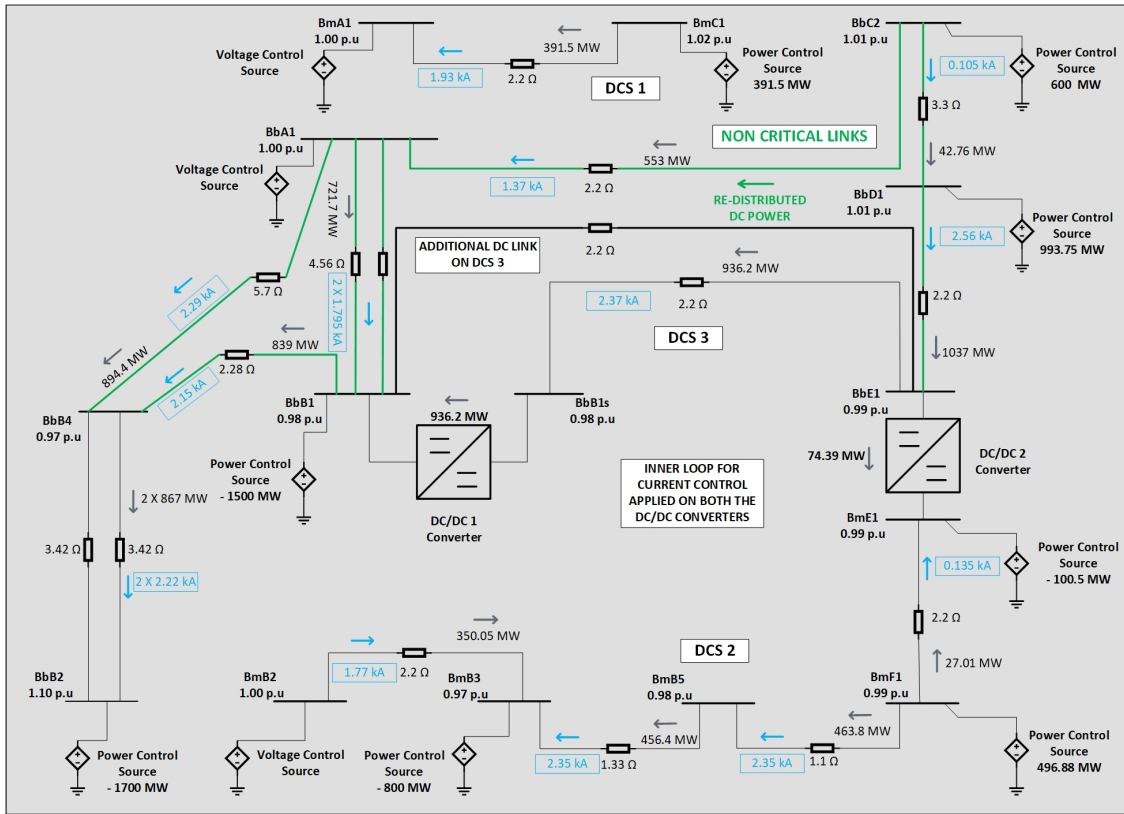 BmA1
1.00 p.u
Voltage Control
Source
1.93 kA
2.2 Ω
391.5 MW
BmC1
1.02 p.u
Power Control
Source
391.5 MW
DCS 1
BbC2
1.01 p.u
0.105 kA
Power Control
Source
600 MW
3.3 Ω
42.76 MW
NON CRITICAL LINKS
BbA1
1.00 p.u
Voltage Control
Source
553 MW
1.37 kA
2.2 Ω
RE-DISTRIBUTED
DC POWER
BbD1
1.01 p.u
2.56 kA
Power Control
Source
993.75 MW
2.2 Ω
1037 MW
721.7 MW
4.56 Ω
2 X 1.795 kA
ADDITIONAL DC LINK
ON DCS 3
2.2 Ω
936.2 MW
2.37 kA
2.2 Ω
DCS 3
5.7 Ω
2.29 kA
894.4 MW
839 MW
2.28 Ω
2.15 kA
BbB4
0.97 p.u
BbB1
0.98 p.u
936.2 MW
BbB1s
0.98 p.u
BbE1
0.99 p.u
Power Control
Source
- 1500 MW
DC/DC 1
Converter
INNER LOOP FOR
CURRENT CONTROL
APPLIED ON BOTH THE
DC/DC CONVERTERS
74.39 MW
DC/DC 2
Converter
2 X 867 MW
3.42 Ω
3.42 Ω
2 X 2.22 kA
BmE1
0.99 p.u
0.135 kA
Power Control
Source
- 100.5 MW
2.2 Ω
27.01 MW
350.05 MW
1.77 kA
2.2 Ω
DCS 2
BbB2
1.10 p.u
BmB2
1.00 p.u
BmB3
0.97 p.u
BmB5
0.98 p.u
BmF1
0.99 p.u
456.4 MW
463.8 MW
Power Control
Source
- 1700 MW
Voltage Control
Source
Power Control
Source
- 800 MW
2.35 kA
1.33 Ω
2.35 kA
1.1 Ω
Power Control
Source
496.88 MW